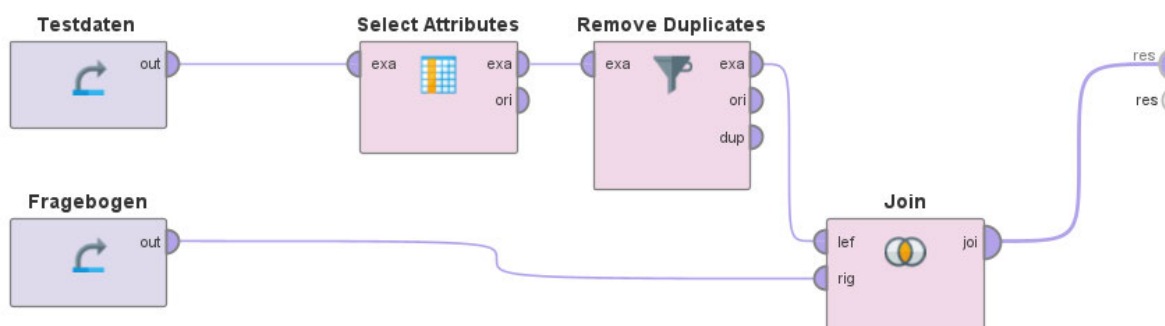 Testdaten
Select Attributes
Remove Duplicates
out
exa
exa
exa
exa
res
ori
ori
res
dup
Fragebogen
Join
out
lef
joi
rig